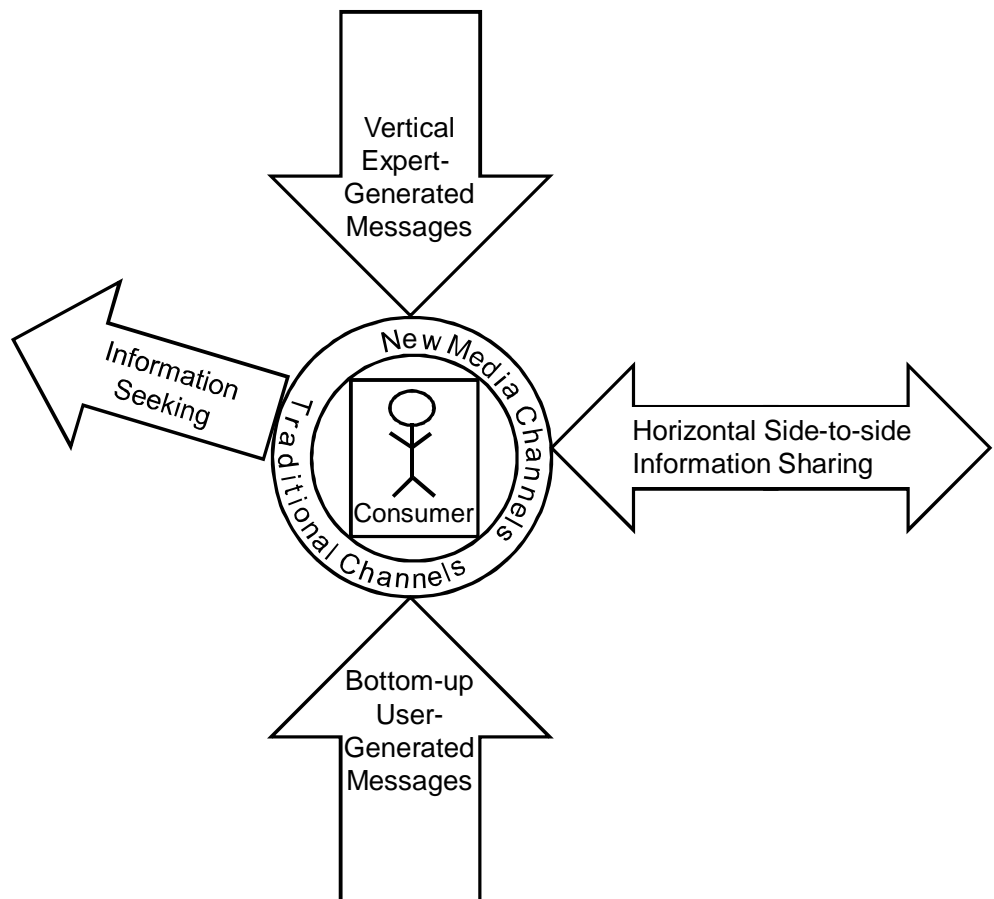 Vertical
Expert-
Generated
Messages
New Media Channels
Information
Seeking
Traditional Channels
Consumer
Horizontal Side-to-side
Information Sharing
Bottom-up
User-
Generated
Messages